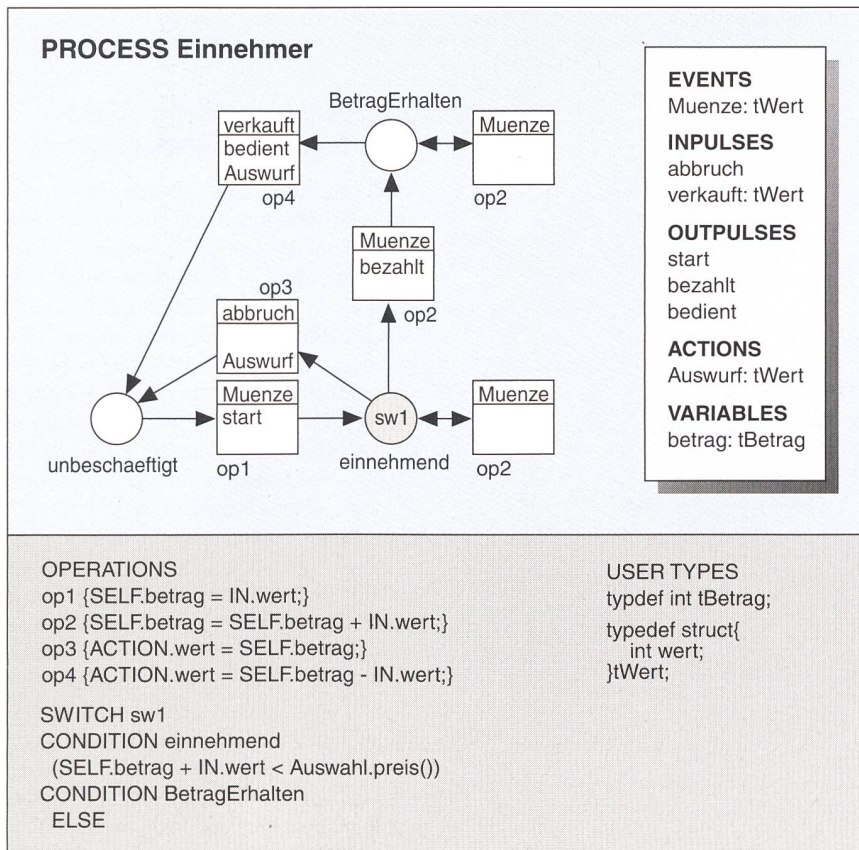 PROCESS Einnehmer
BetragErhalten
verkauft
bedient
Auswurf
op4
Muenze
op2
Muenze
bezahlt
op2
op3
abbruch
Auswurf
Muenze
start
op1
unbeschaeftigt
sw1
einnehmend
Muenze
op2
EVENTS
Muenze: tWert
INPULSES
abbruch
verkauft: tWert
OUTPULSES
start
bezahlt
bedient
ACTIONS
Auswurf: tWert
VARIABLES
betrag: tBetrag
OPERATIONS
op1 {SELF.betrag = IN.wert;}
op2 {SELF.betrag = SELF.betrag + IN.wert;}
op3 {ACTION.wert = SELF.betrag;}
op4 {ACTION.wert = SELF.betrag - IN.wert;}
SWITCH sw1
CONDITION einnehmend
(SELF.betrag + IN.wert < Auswahl.preis())
CONDITION BetragErhalten
ELSE
USER TYPES
typdef int tBetrag;
typedef struct{
int wert;
}tWert;